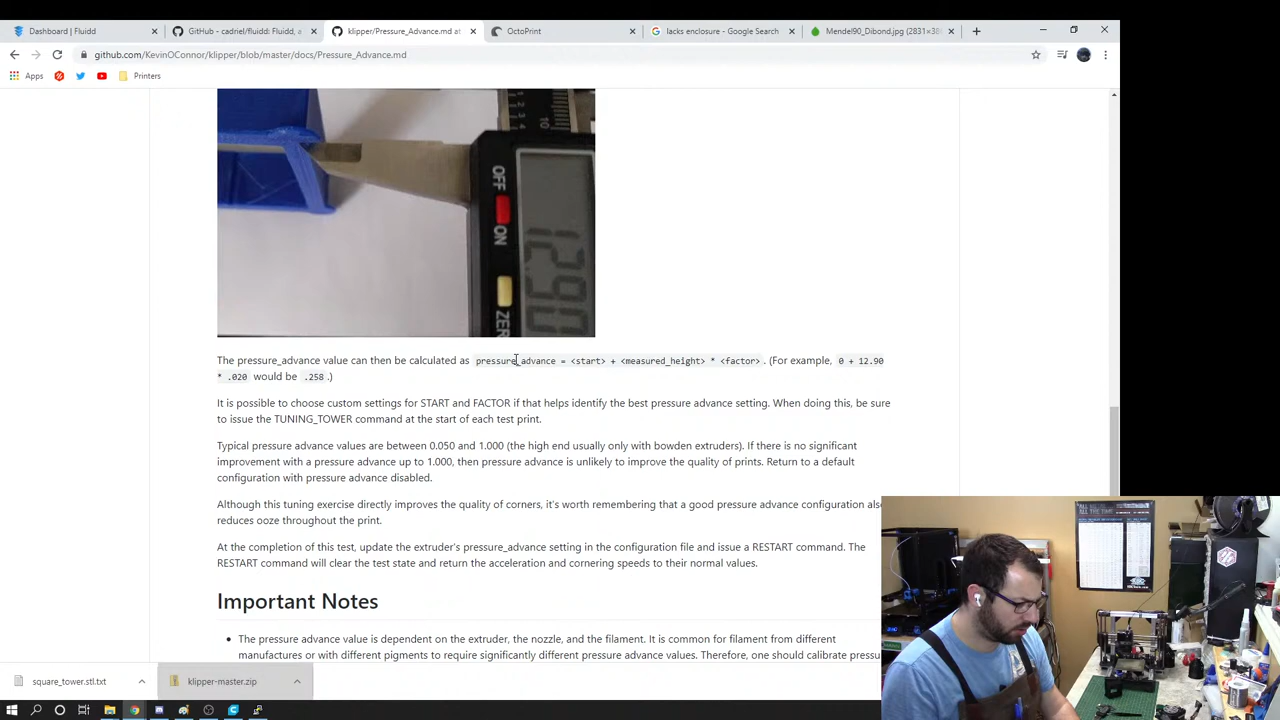 Dashboard | Fluidd
GitHub - cadriel/fluidd: Fluidd, a
klipper/Pressure_Advance.md at
OctoPrint
lacks enclosure - Google Search
Mendel90_Dibond.jpg (2831×38
github.com/KevinOConnor/klipper/blob/master/docs/Pressure_Advance.md
Apps
Printers
OFF
ON
ZER
The pressure_advance value can then be calculated as pressure_advance = <start> + <measured_height> * <factor> . (For example, 0 + 12.90
* .020 would be .258 .)
It is possible to choose custom settings for START and FACTOR if that helps identify the best pressure advance setting. When doing this, be sure
to issue the TUNING_TOWER command at the start of each test print.
Typical pressure advance values are between 0.050 and 1.000 (the high end usually only with bowden extruders). If there is no significant
improvement with a pressure advance up to 1.000, then pressure advance is unlikely to improve the quality of prints. Return to a default
configuration with pressure advance disabled.
Although this tuning exercise directly improves the quality of corners, it's worth remembering that a good pressure advance configuration also
reduces ooze throughout the print.
At the completion of this test, update the extruder's pressure_advance setting in the configuration file and issue a RESTART command. The
RESTART command will clear the test state and return the acceleration and cornering speeds to their normal values.
Important Notes
• The pressure advance value is dependent on the extruder, the nozzle, and the filament. It is common for filament from different
manufactures or with different pigments to require significantly different pressure advance values. Therefore, one should calibrate pressu
square_tower.stl.txt
klipper-master.zip